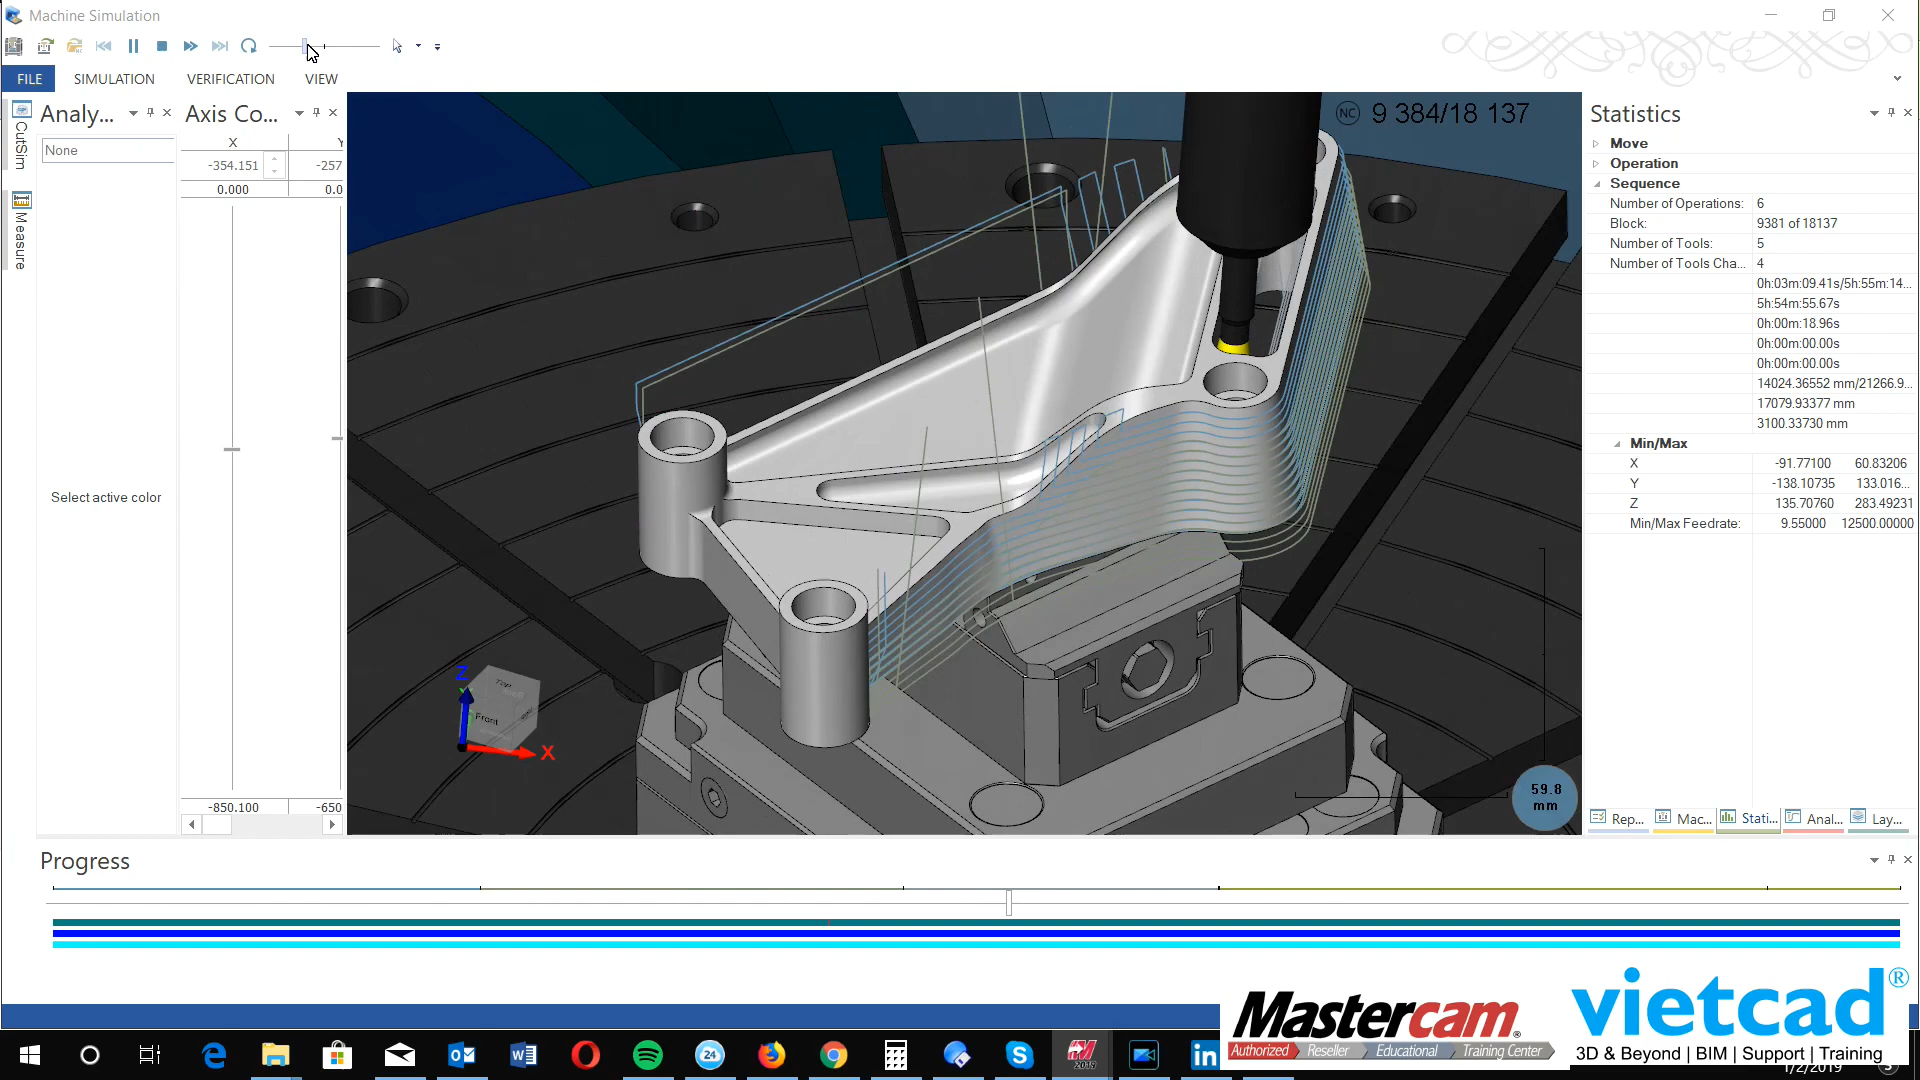 Machine Simulation
FILE SIMULATION VERIFICATION VIEW
CutSim
Measure
Analy...
None
Select active color
Axis Co...
X Y
-354.151 -257
0.000 0.0
-850.100 -650
NC 9 384/18 137
Z
X
Top
Front
59.8
mm
Statistics
Move
Operation
Sequence
Number of Operations: 6
Block: 9381 of 18137
Number of Tools: 5
Number of Tools Cha... 4
0h:03m:09.41s/5h:55m:14...
5h:54m:55.67s
0h:00m:18.96s
0h:00m:00.00s
0h:00m:00.00s
14024.36552 mm/21266.9...
17079.93377 mm
3100.33730 mm
Min/Max
X -91.77100 60.83206
Y -138.10735 133.016...
Z 135.70760 283.49231
Min/Max Feedrate: 9.55000 12500.00000
Rep... Mac... Stati... Anal... Lay...
Progress
Mastercam®
Authorized Reseller Educational Training Center
vietcad®
3D & Beyond | BIM | Support | Training
24
2019
1/2/2019